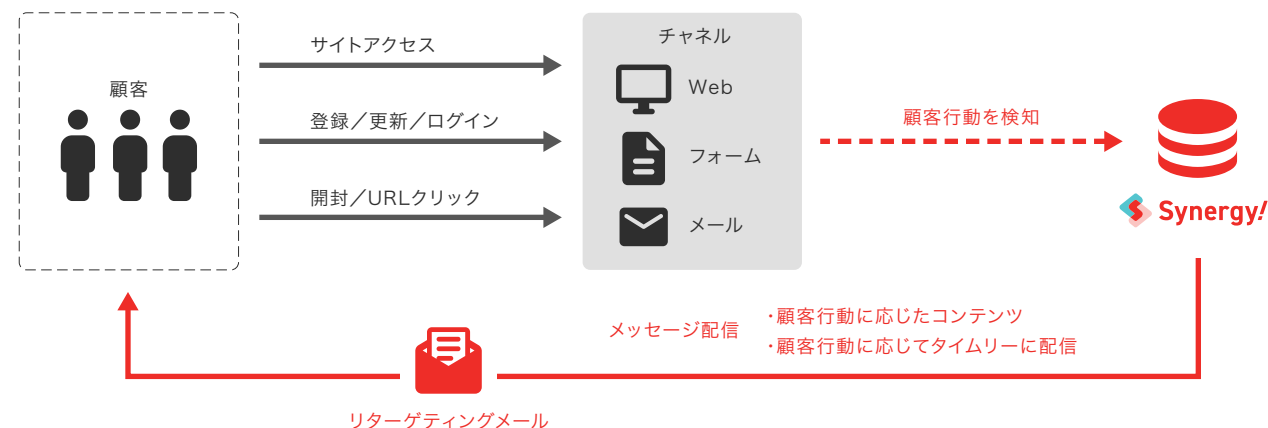 顧客
サイトアクセス
登録／更新／ログイン
開封／URLクリック
チャネル
Web
フォーム
メール
顧客行動を検知
Synergy!
メッセージ配信
・顧客行動に応じたコンテンツ
・顧客行動に応じてタイムリーに配信
リターゲティングメール